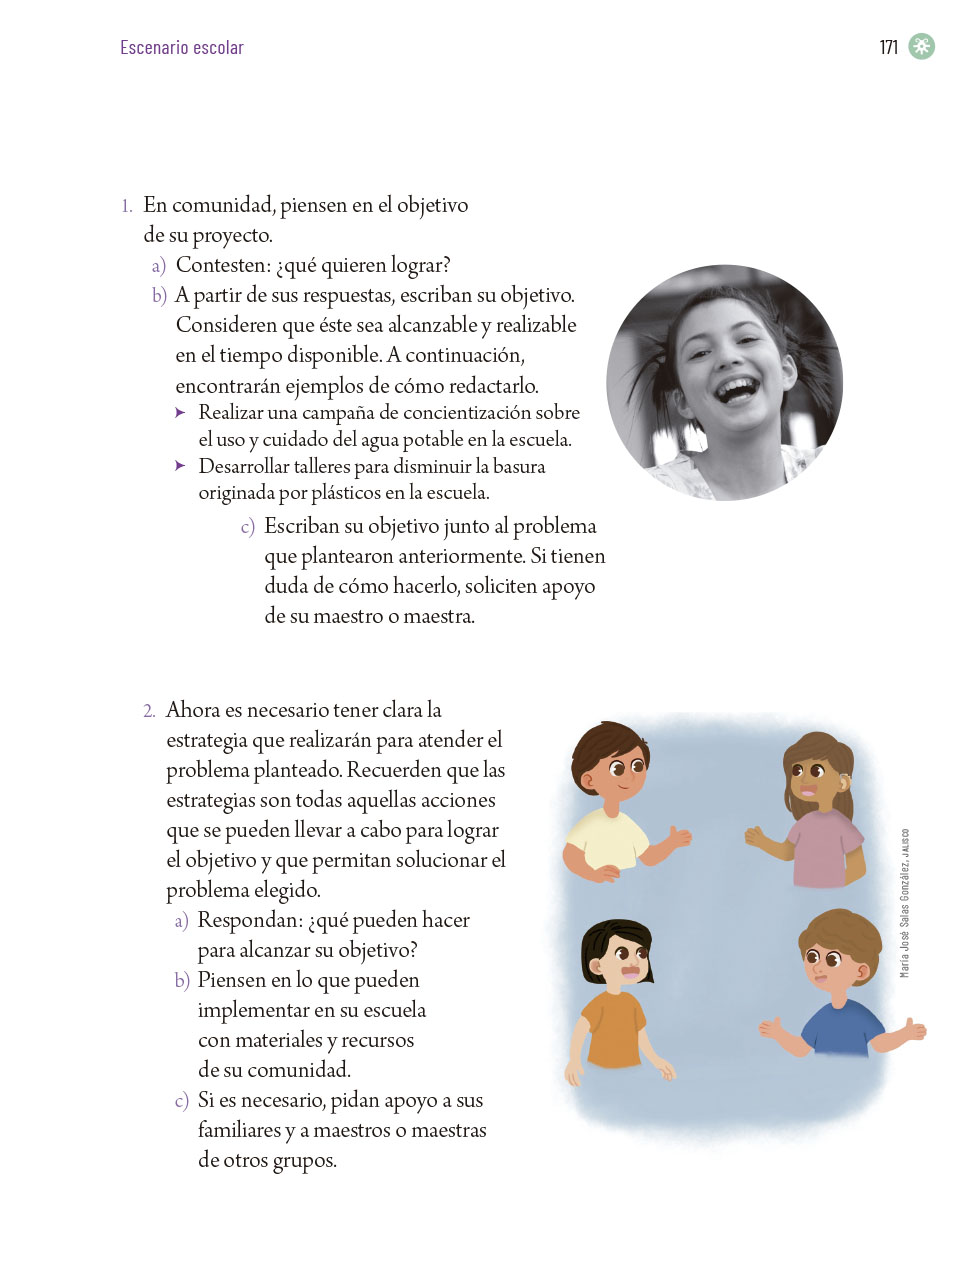 Escenario escolar
171
1. En comunidad, piensen en el objetivo
de su proyecto.
a) Contesten: ¿qué quieren lograr?
b) A partir de sus respuestas, escriban su objetivo.
Consideren que éste sea alcanzable y realizable
en el tiempo disponible. A continuación,
encontrarán ejemplos de cómo redactarlo.
➤ Realizar una campaña de concientización sobre
el uso y cuidado del agua potable en la escuela.
➤ Desarrollar talleres para disminuir la basura
originada por plásticos en la escuela.
c) Escriban su objetivo junto al problema
que plantearon anteriormente. Si tienen
duda de cómo hacerlo, soliciten apoyo
de su maestro o maestra.
2. Ahora es necesario tener clara la
estrategia que realizarán para atender el
problema planteado. Recuerden que las
estrategias son todas aquellas acciones
que se pueden llevar a cabo para lograr
el objetivo y que permitan solucionar el
problema elegido.
a) Respondan: ¿qué pueden hacer
para alcanzar su objetivo?
b) Piensen en lo que pueden
implementar en su escuela
con materiales y recursos
de su comunidad.
c) Si es necesario, pidan apoyo a sus
familiares y a maestros o maestras
de otros grupos.
María José Salas González, JALISCO